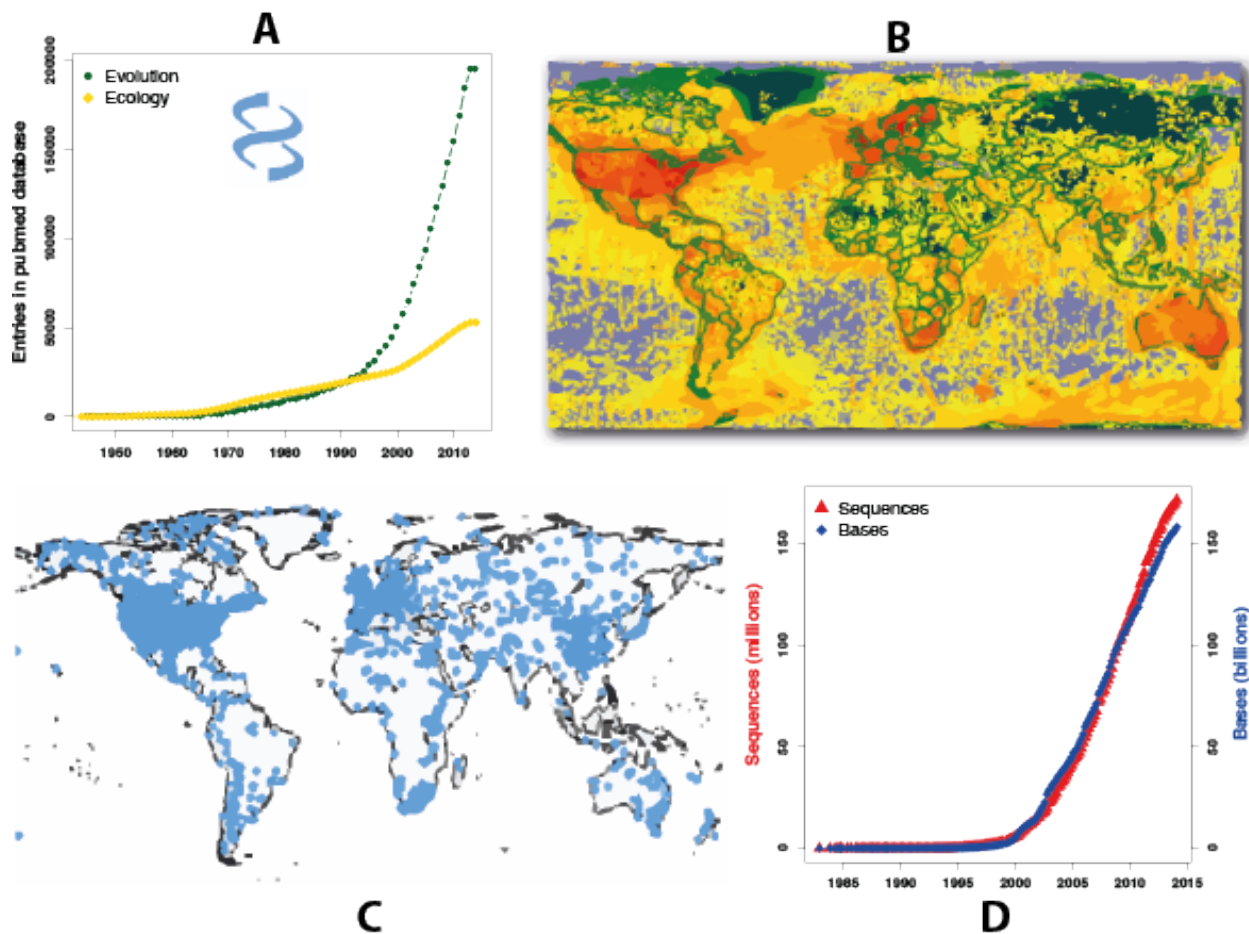 A
Entries in pubmed database
200000
150000
100000
50000
0
Evolution
Ecology
1950
1960
1970
1980
1990
2000
2010
B
C
Sequences (millions)
150
100
50
0
Sequences
Bases
150
100
50
0
Bases (billions)
1985
1990
1995
2000
2005
2010
2015
D